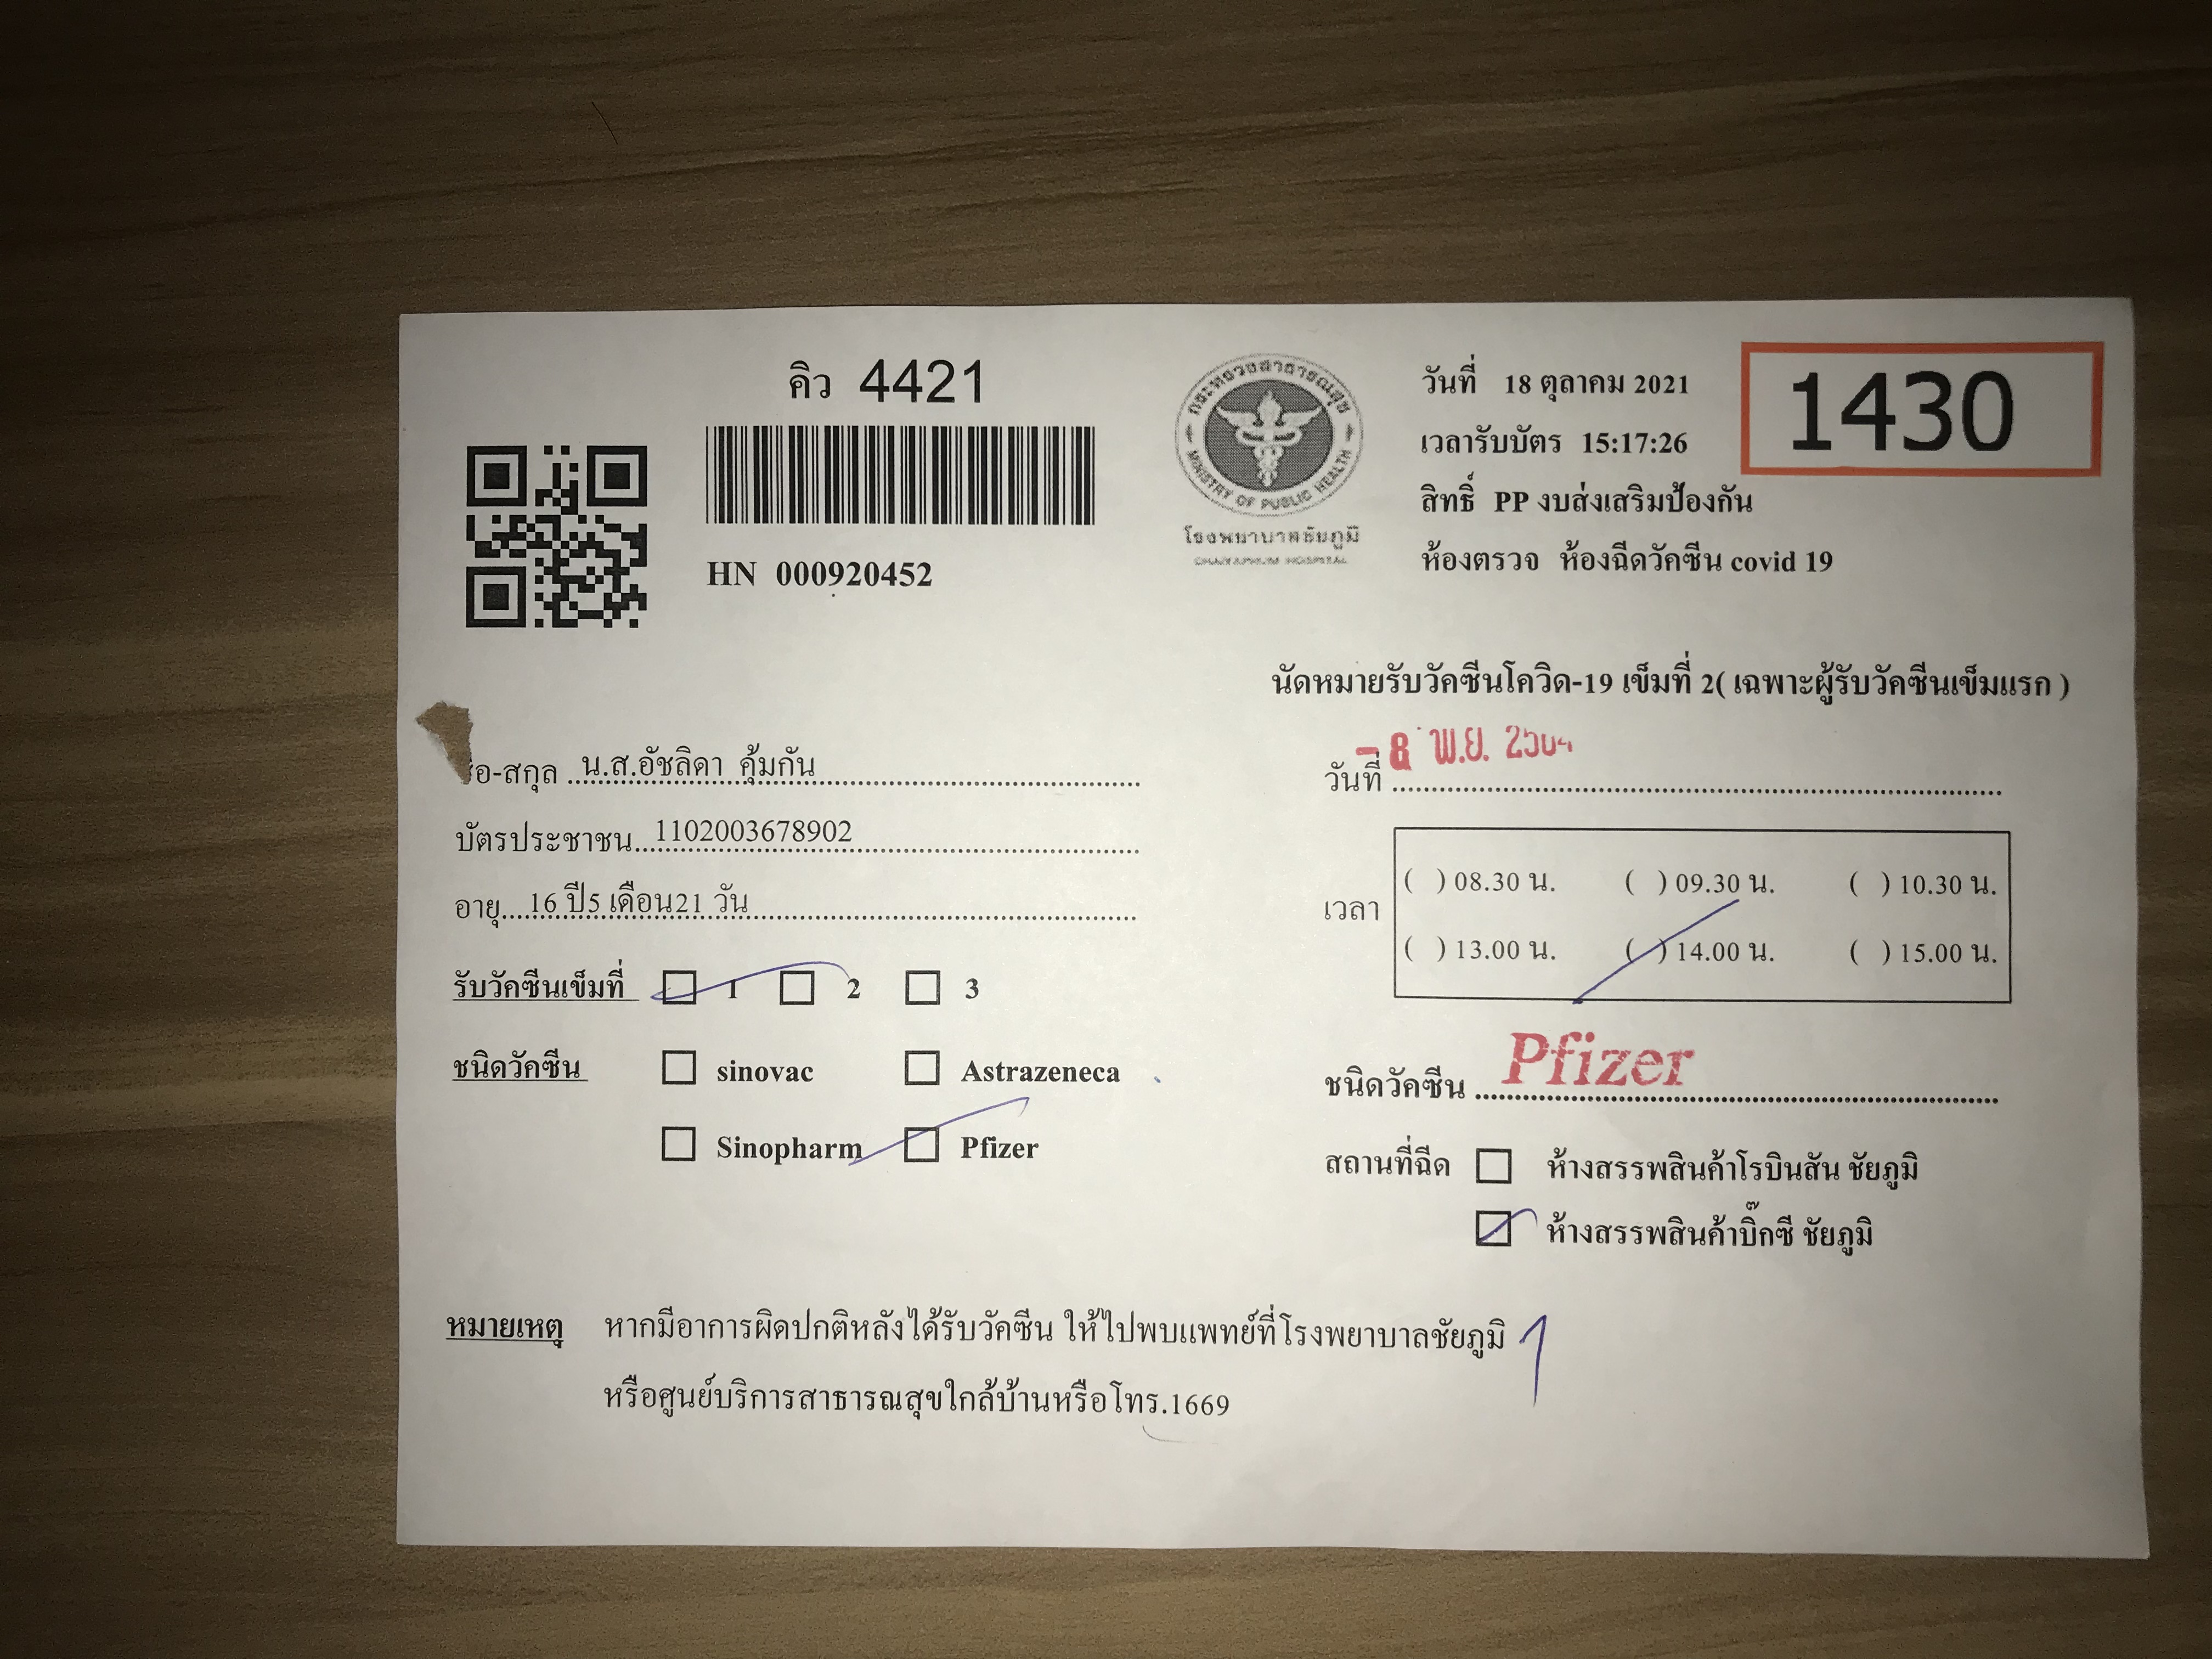 คิว 4421
HN 000920452
กระทรวงสาธารณสุข
MINISTRY OF PUBLIC HEALTH
โรงพยาบาลชัยภูมิ
CHAIYAPHUM HOSPITAL
วันที่ 18 ตุลาคม 2021
เวลารับบัตร 15:17:26
สิทธิ์ PP งบส่งเสริมป้องกัน
ห้องตรวจ ห้องฉีดวัคซีน covid 19
1430
อ-สกุล น.ส.อัชลิดา คุ้มกัน
บัตรประชาชน 1102003678902
อายุ 16 ปี5 เดือน21 วัน
รับวัคซีนเข็มที่ 1 2 3
ชนิดวัคซีน sinovac Astrazeneca
Sinopharm Pfizer
นัดหมายรับวัคซีนโควิด-19 เข็มที่ 2( เฉพาะผู้รับวัคซีนเข็มแรก )
วันที่ - 8 พ.ย.
เวลา ( ) 08.30 น. ( ) 09.30 น. ( ) 10.30 น.
( ) 13.00 น. ( ) 14.00 น. ( ) 15.00 น.
ชนิดวัคซีน Pfizer
สถานที่ฉีด ห้างสรรพสินค้าโรบินสัน ชัยภูมิ
ห้างสรรพสินค้าบิ๊กซี ชัยภูมิ
หมายเหตุ หากมีอาการผิดปกติหลังได้รับวัคซีน ให้ไปพบแพทย์ที่โรงพยาบาลชัยภูมิ
หรือศูนย์บริการสาธารณสุขใกล้บ้านหรือโทร.1669